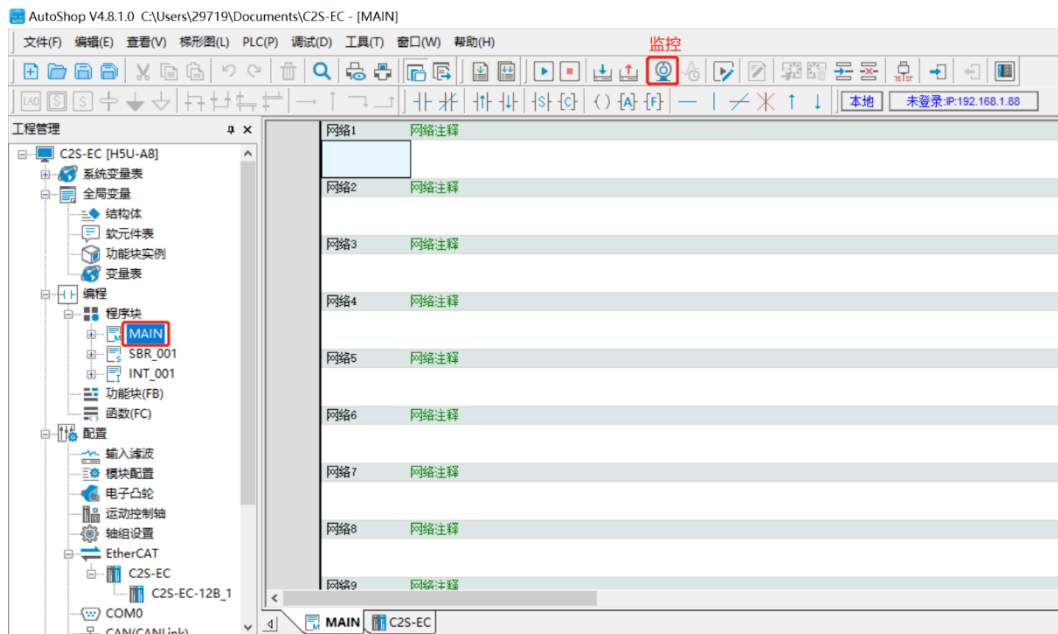 AutoShop V4.8.1.0 C:\Users\29719\Documents\C2S-EC - [MAIN]
文件(F) 编辑(E) 查看(V) 梯形图(L) PLC(P) 调试(D) 工具(T) 窗口(W) 帮助(H)
监控
LAD S S
S C A F 本地 未登录:IP:192.168.1.88
工程管理
C2S-EC [H5U-A8]
系统变量表
全局变量
结构体
软元件表
功能块实例
变量表
编程
程序块
MAIN
SBR_001
INT_001
功能块(FB)
函数(FC)
配置
输入滤波
模块配置
电子凸轮
运动控制轴
轴组设置
EtherCAT
C2S-EC
C2S-EC-12B_1
COM0
CAN(CANLink)
网络1 网络注释
网络2 网络注释
网络3 网络注释
网络4 网络注释
网络5 网络注释
网络6 网络注释
网络7 网络注释
网络8 网络注释
网络9 网络注释
MAIN C2S-EC